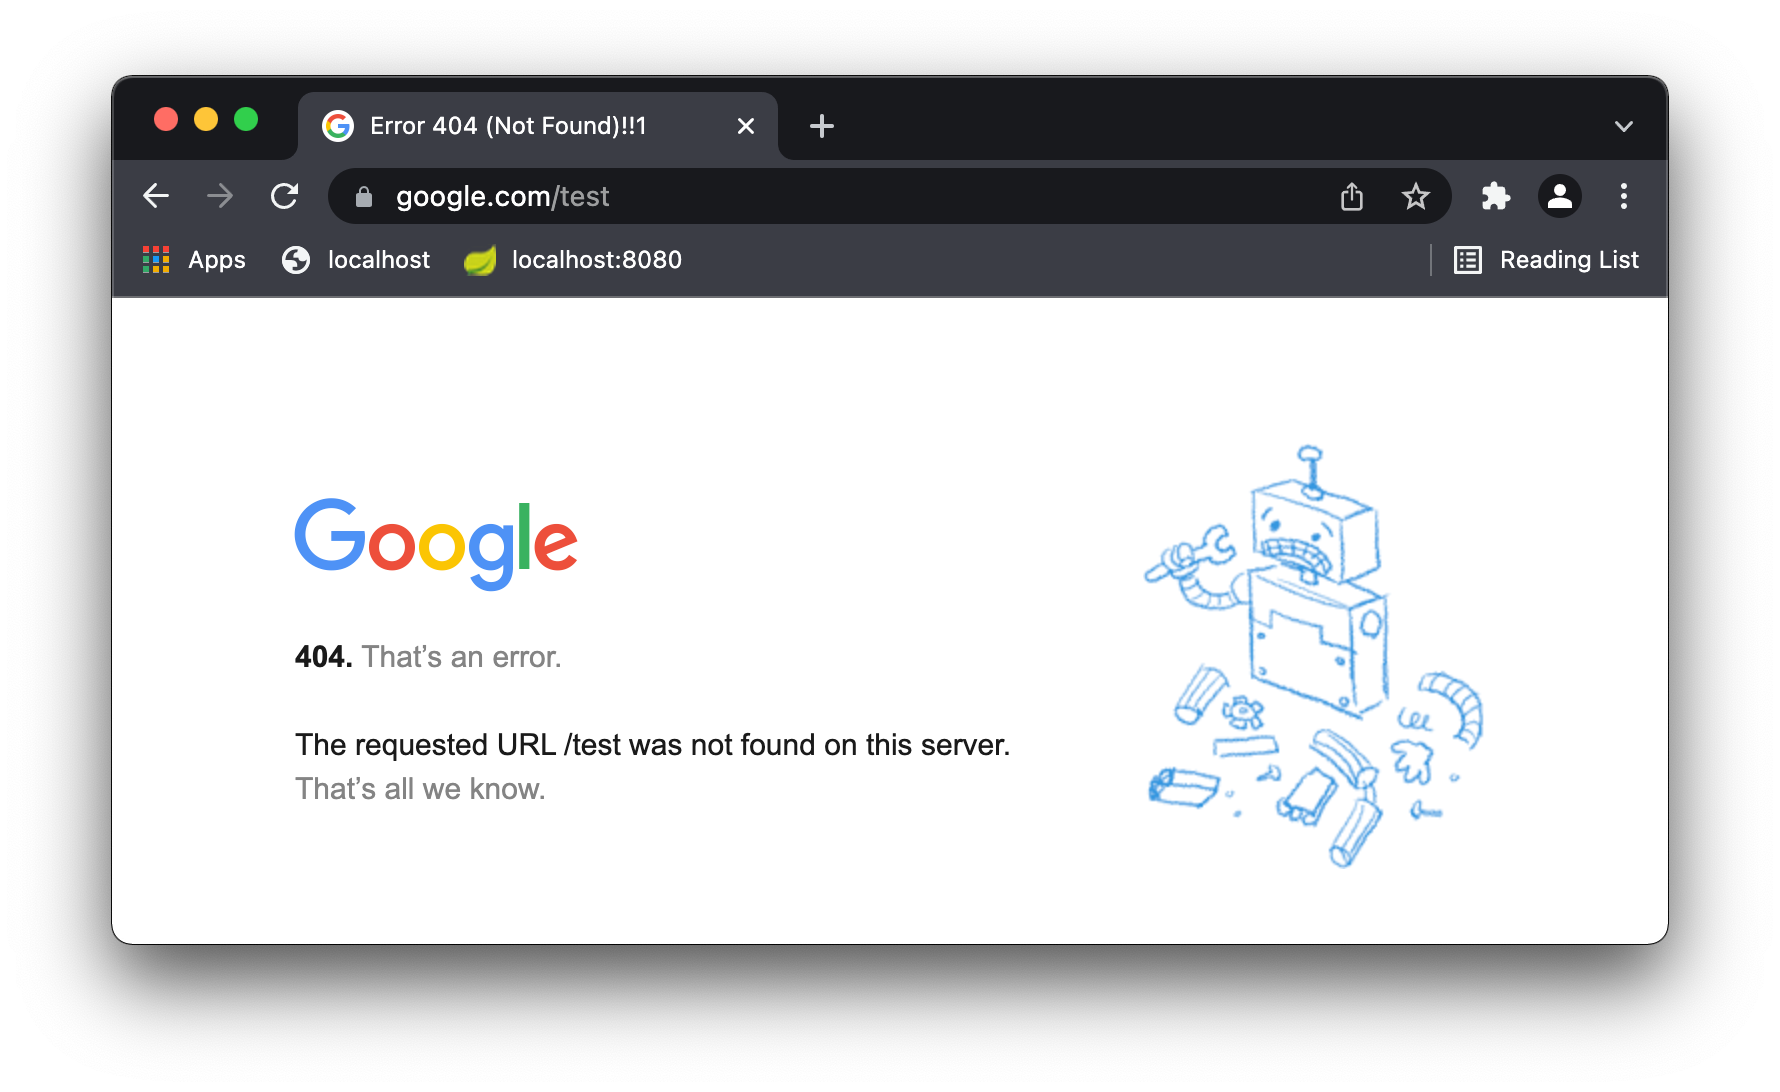 Error 404 (Not Found)!!1
google.com/test
Apps localhost localhost:8080 Reading List
Google
404. That’s an error.
The requested URL /test was not found on this server.
That’s all we know.